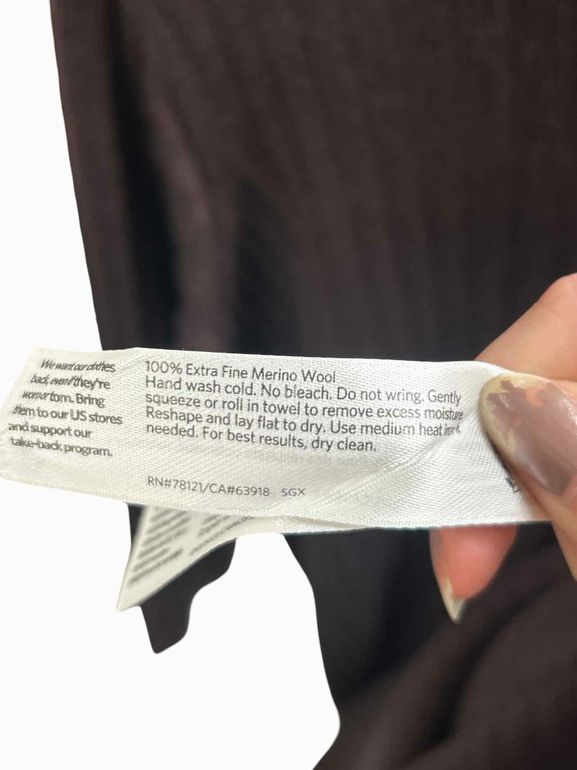 We want our clothes
back, even if they're
worn or torn. Bring
them to our US stores
and support our
take-back program.
100% Extra Fine Merino Wool
Hand wash cold. No bleach. Do not wring. Gently
squeeze or roll in towel to remove excess moisture
Reshape and lay flat to dry. Use medium heat
needed. For best results, dry clean.
RN#78121/CA#63918 SGX